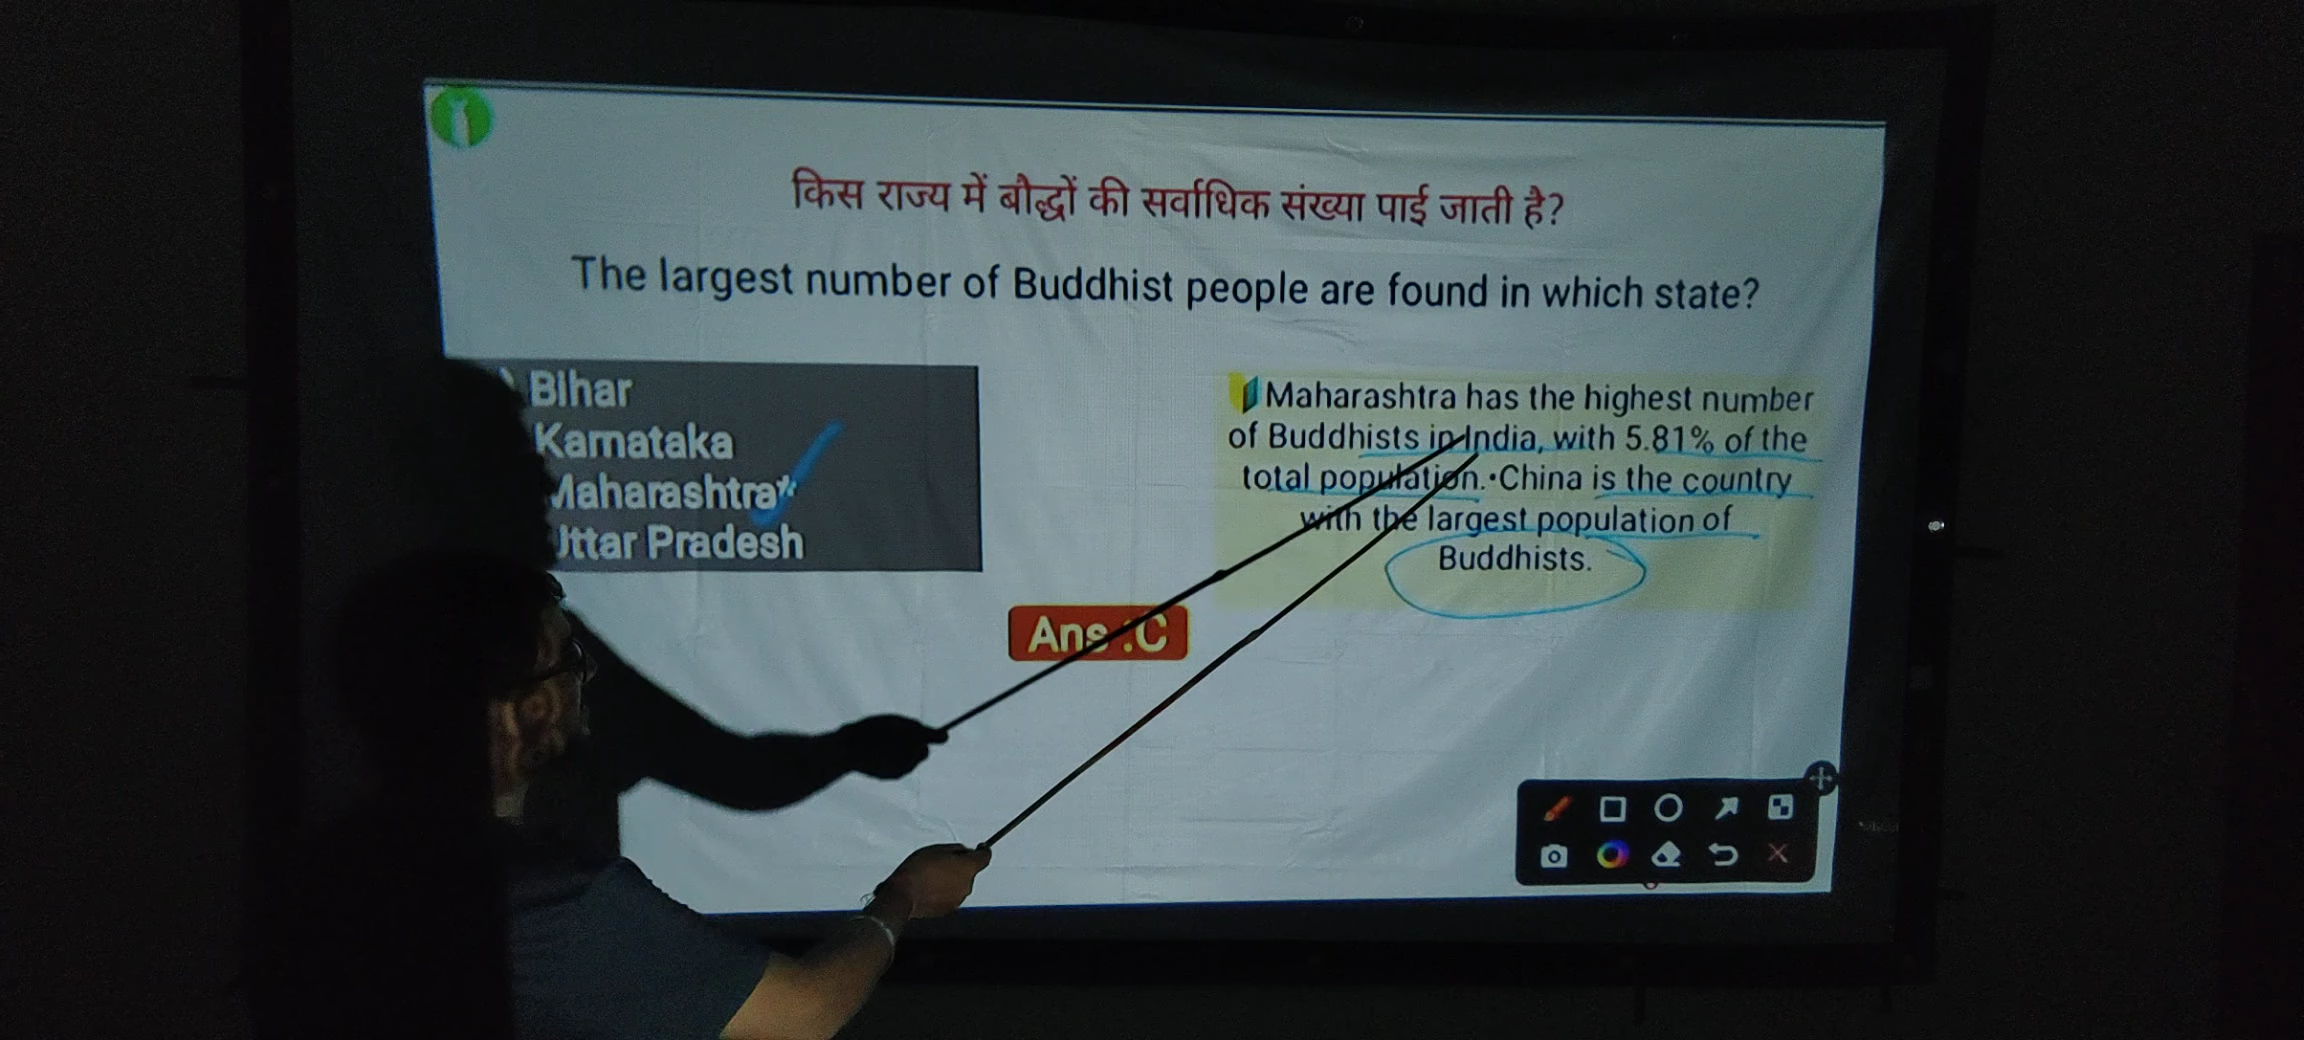 किस राज्य में बौद्धों की सर्वाधिक संख्या पाई जाती है?
The largest number of Buddhist people are found in which state?
Bihar
Karnataka
Maharashtra*
Uttar Pradesh
Maharashtra has the highest number
of Buddhists in India, with 5.81% of the
total population.•China is the country
with the largest population of
Buddhists.
Ans :C